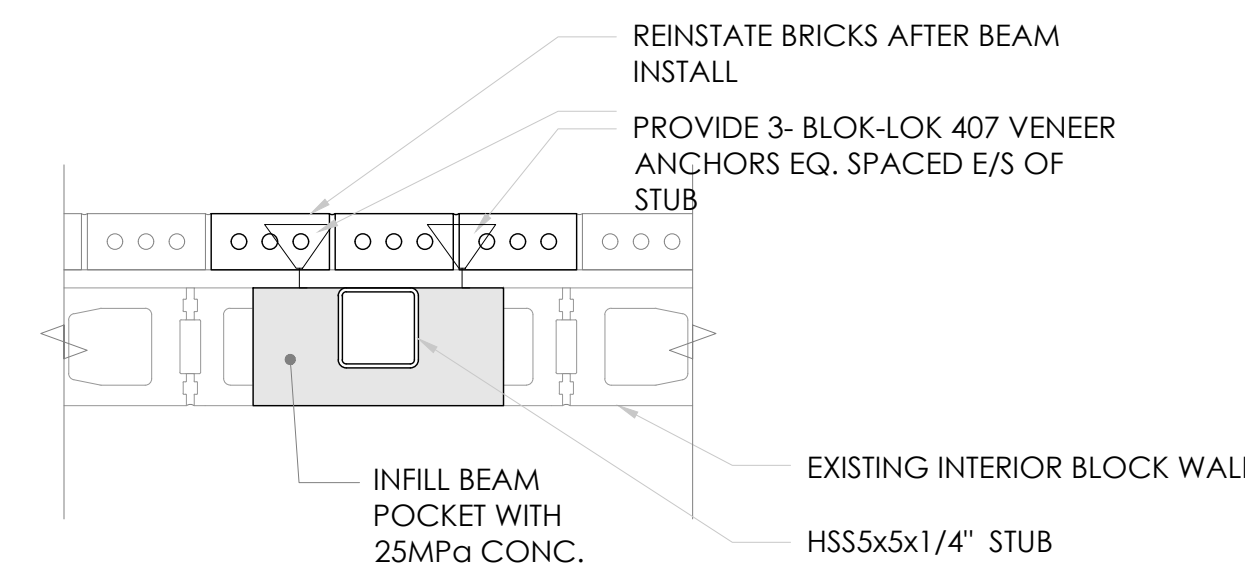 REINSTATE BRICKS AFTER BEAM
INSTALL
PROVIDE 3- BLOK-LOK 407 VENEER
ANCHORS EQ. SPACED E/S OF
STUB
EXISTING INTERIOR BLOCK WAL
INFILL BEAM
POCKET WITH
25MPa CONC.
HSS5x5x1/4" STUB